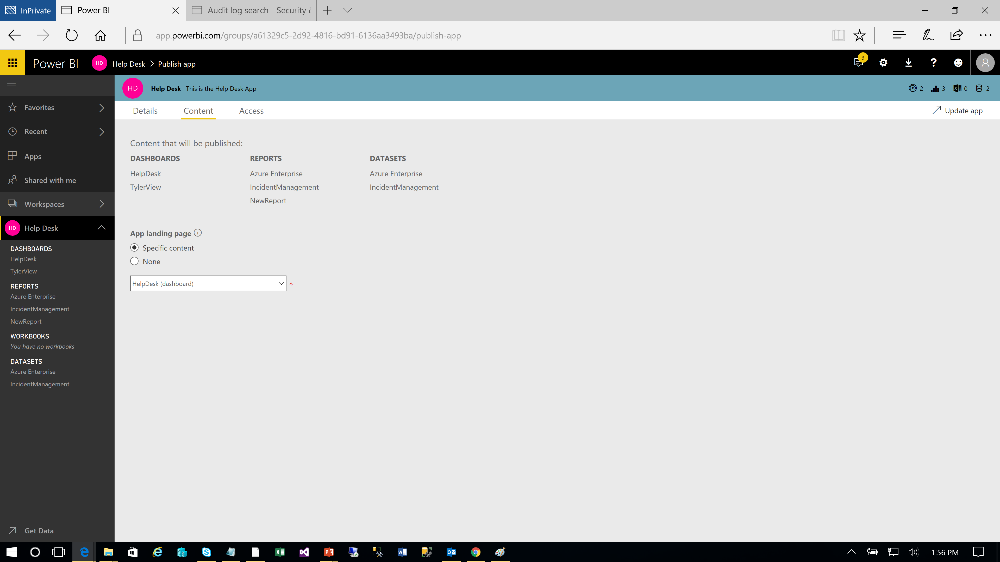 InPrivate
Power BI
Audit log search - Security &
app.powerbi.com/groups/a61329c5-2d92-4816-bd91-6136aa3493ba/publish-app
Power BI
HD
Help Desk > Publish app
3
?
HD
Help Desk
This is the Help Desk App
2
3
0
2
Favorites
Recent
Apps
Shared with me
Workspaces
HD
Help Desk
DASHBOARDS
HelpDesk
TylerView
REPORTS
Azure Enterprise
IncidentManagement
NewReport
WORKBOOKS
You have no workbooks
DATASETS
Azure Enterprise
IncidentManagement
Get Data
Details
Content
Access
Update app
Content that will be published:
DASHBOARDS
HelpDesk
TylerView
REPORTS
Azure Enterprise
IncidentManagement
NewReport
DATASETS
Azure Enterprise
IncidentManagement
App landing page
Specific content
None
HelpDesk (dashboard) *
1:56 PM